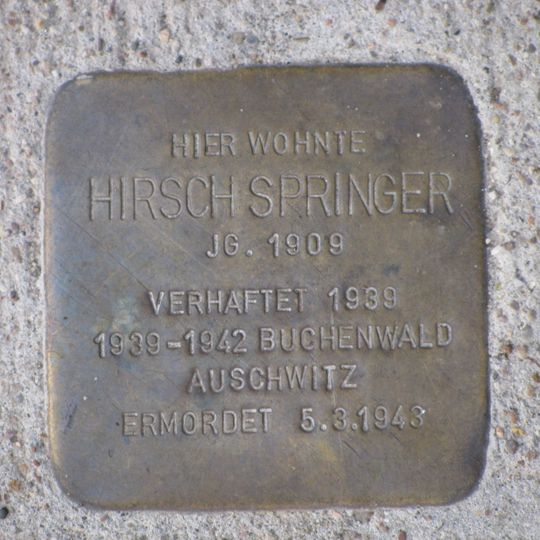 HIER WOHNTE
HIRSCH SPRINGER
JG. 1909
VERHAFTET 1939
1939-1942 BUCHENWALD
AUSCHWITZ
ERMORDET 5.3.1943